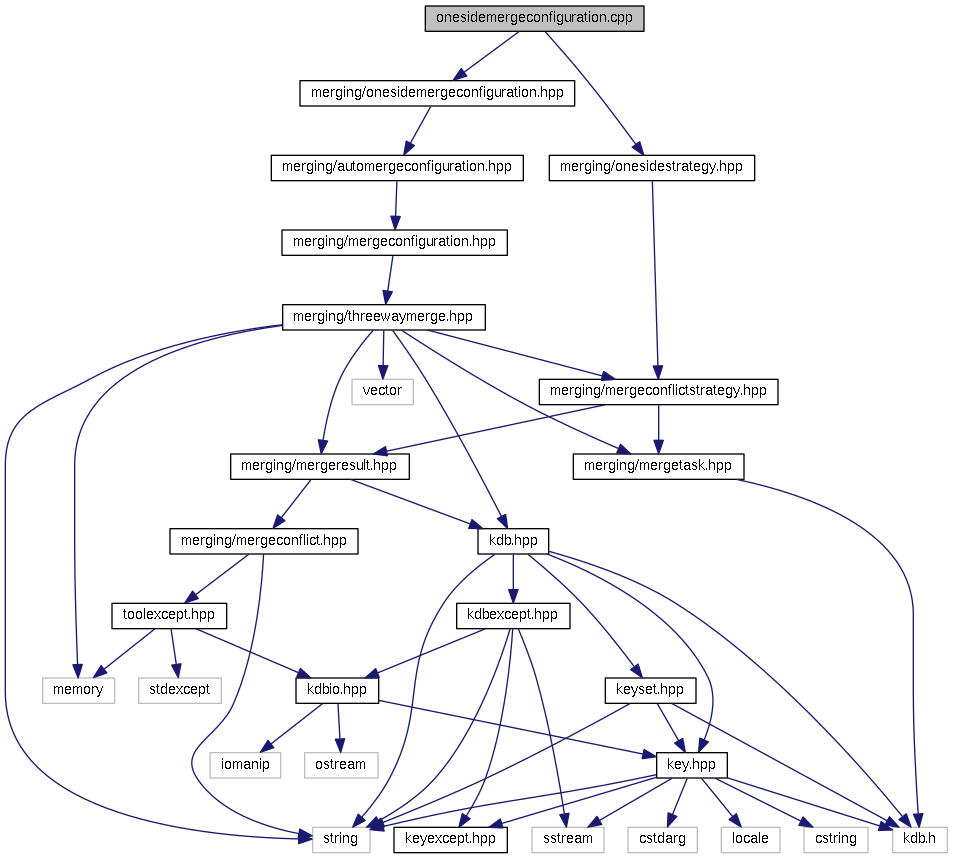 onesidemergeconfiguration.cpp
merging/onesidemergeconfiguration.hpp
merging/automergeconfiguration.hpp
merging/onesidestrategy.hpp
merging/mergeconfiguration.hpp
merging/threewaymerge.hpp
vector
merging/mergeconflictstrategy.hpp
merging/mergeresult.hpp
merging/mergetask.hpp
merging/mergeconflict.hpp
kdb.hpp
toolexcept.hpp
kdbexcept.hpp
memory
stdexcept
kdbio.hpp
keyset.hpp
iomanip
ostream
key.hpp
string
keyexcept.hpp
sstream
cstdarg
locale
cstring
kdb.h